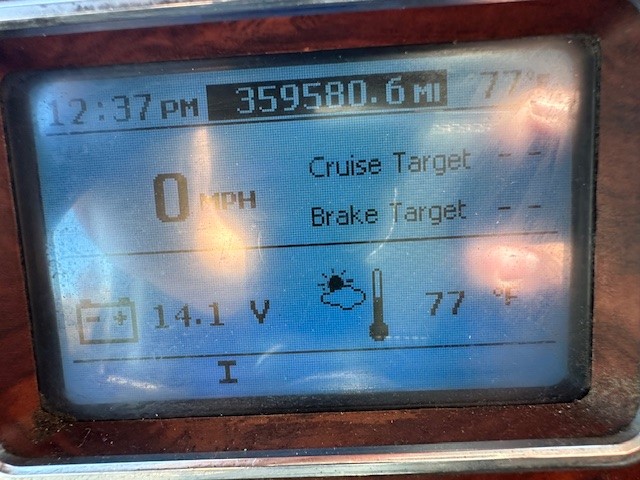 12:37 PM 359580.6 MI 77°F
Cruise Target - -
0 MPH
Brake Target - -
- + 14.1 V 77 °F
I